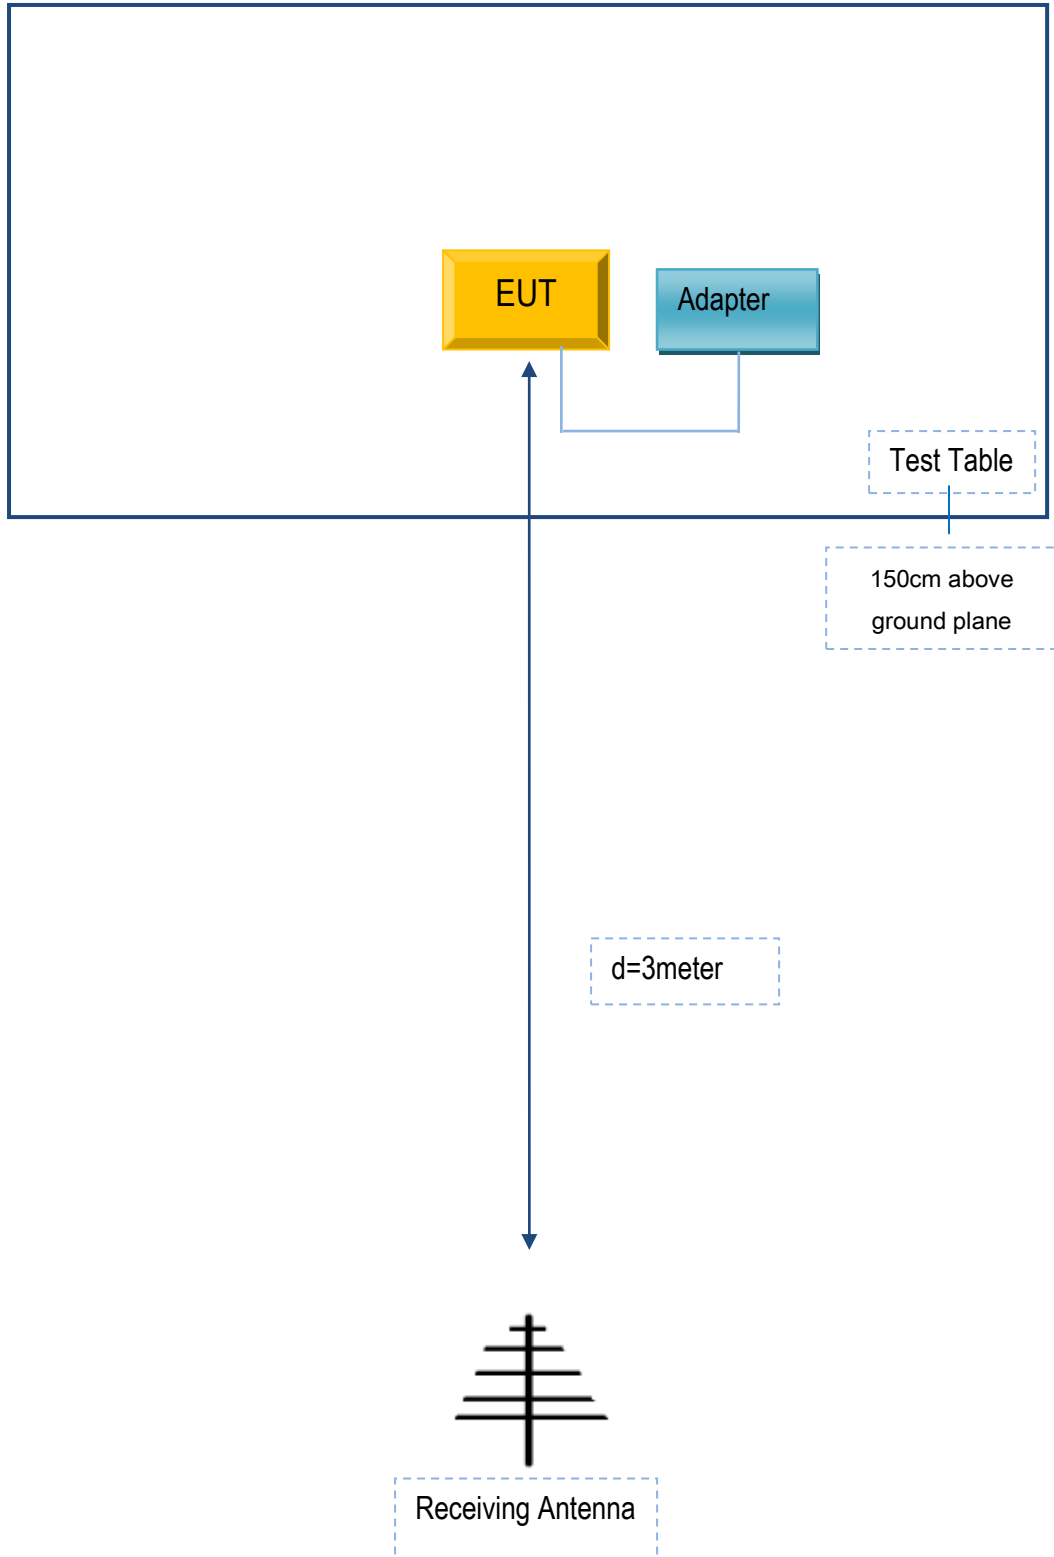 EUT
Adapter
Test Table
150cm above
ground plane
d=3meter
Receiving Antenna